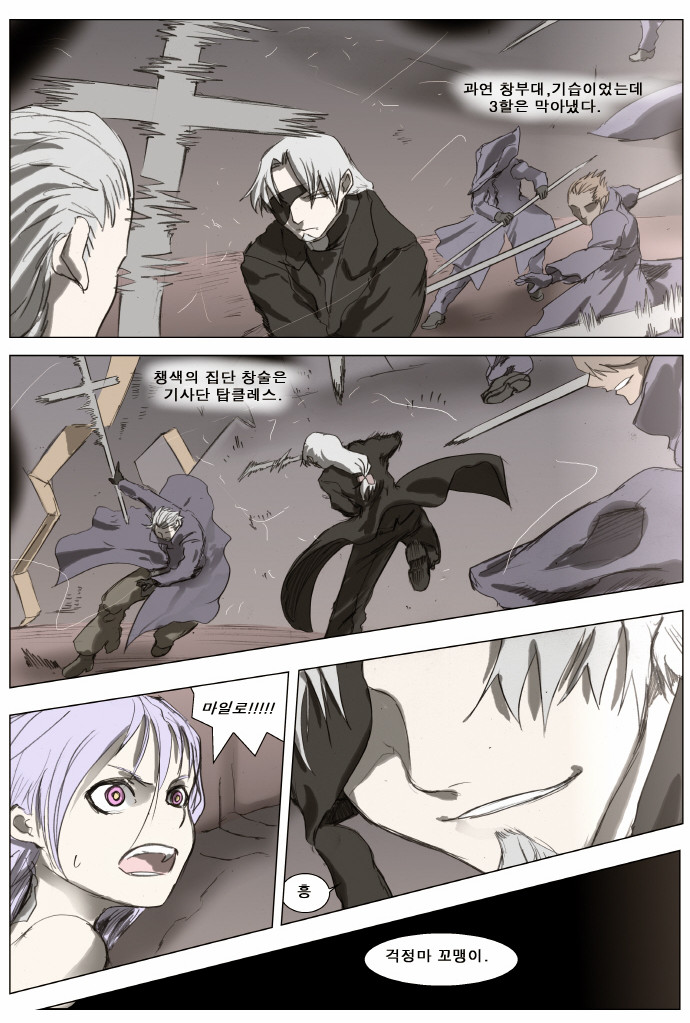 과연 창부대,기습이었는데
3할은 막아냈다.
챙색의 집단 창술은
기사단 탑클레스.
마일로!!!!!
흥
걱정마 꼬맹이.